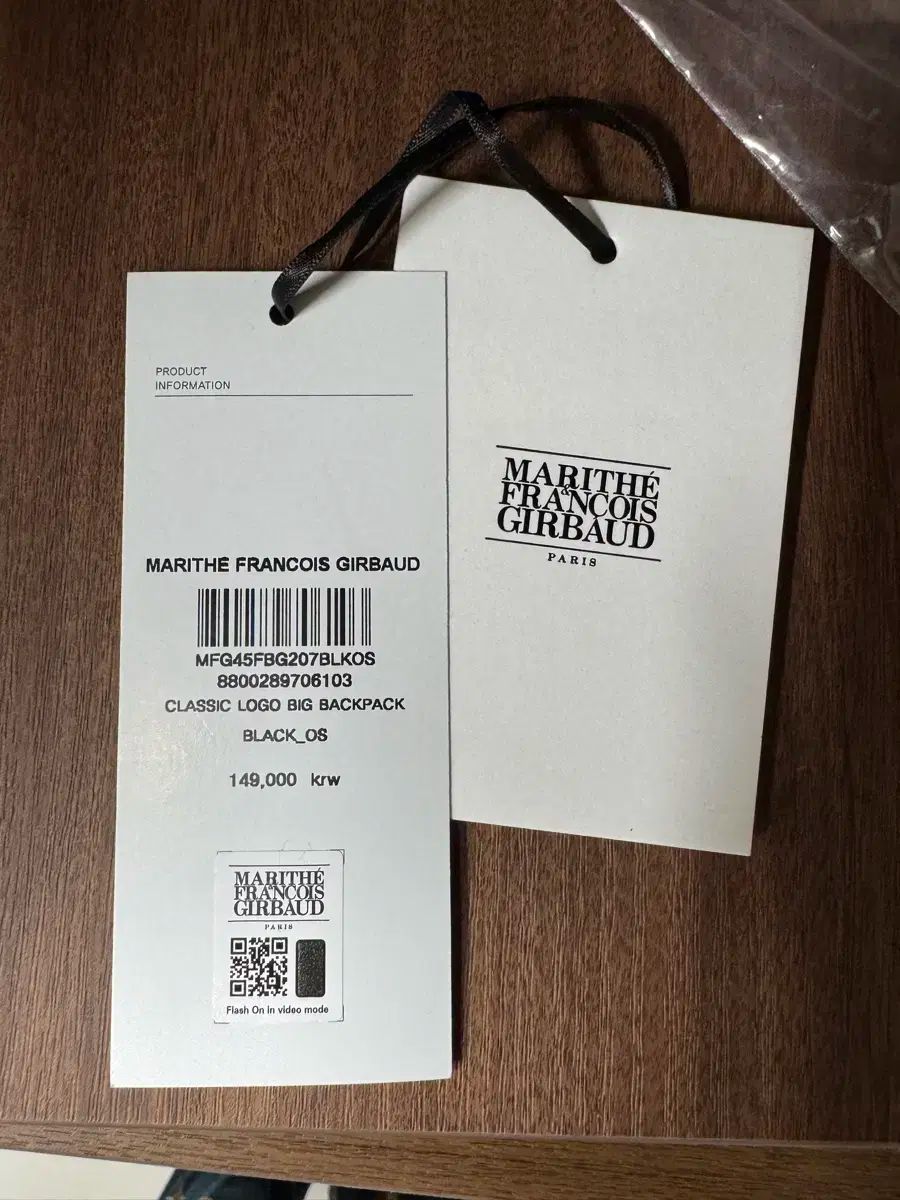 PRODUCT
INFORMATION
MARITHÉ FRANCOIS GIRBAUD
MFG45FBG207BLKOS
8800289706103
CLASSIC LOGO BIG BACKPACK
BLACK_OS
149,000 krw
MARITHÉ
&
FRANÇOIS
GIRBAUD
PARIS
Flash On in video mode
MARITHÉ
&
FRANÇOIS
GIRBAUD
PARIS